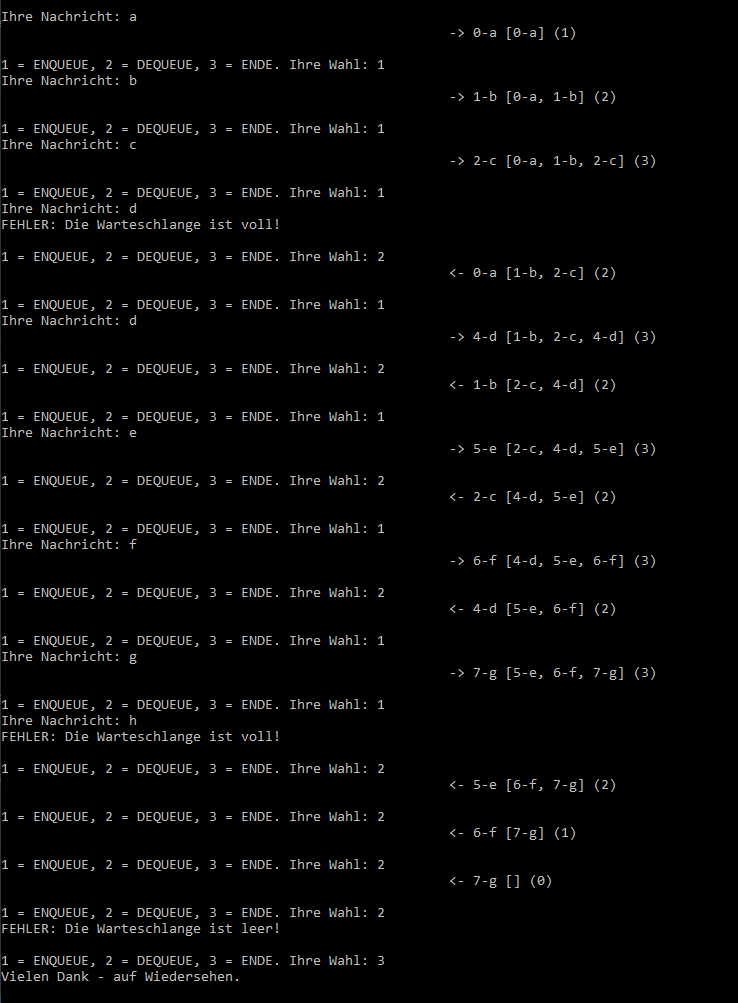 Ihre Nachricht: a
-> 0-a [0-a] (1)
1 = ENQUEUE, 2 = DEQUEUE, 3 = ENDE. Ihre Wahl: 1
Ihre Nachricht: b
-> 1-b [0-a, 1-b] (2)
1 = ENQUEUE, 2 = DEQUEUE, 3 = ENDE. Ihre Wahl: 1
Ihre Nachricht: c
-> 2-c [0-a, 1-b, 2-c] (3)
1 = ENQUEUE, 2 = DEQUEUE, 3 = ENDE. Ihre Wahl: 1
Ihre Nachricht: d
FEHLER: Die Warteschlange ist voll!
1 = ENQUEUE, 2 = DEQUEUE, 3 = ENDE. Ihre Wahl: 2
<- 0-a [1-b, 2-c] (2)
1 = ENQUEUE, 2 = DEQUEUE, 3 = ENDE. Ihre Wahl: 1
Ihre Nachricht: d
-> 4-d [1-b, 2-c, 4-d] (3)
1 = ENQUEUE, 2 = DEQUEUE, 3 = ENDE. Ihre Wahl: 2
<- 1-b [2-c, 4-d] (2)
1 = ENQUEUE, 2 = DEQUEUE, 3 = ENDE. Ihre Wahl: 1
Ihre Nachricht: e
-> 5-e [2-c, 4-d, 5-e] (3)
1 = ENQUEUE, 2 = DEQUEUE, 3 = ENDE. Ihre Wahl: 2
<- 2-c [4-d, 5-e] (2)
1 = ENQUEUE, 2 = DEQUEUE, 3 = ENDE. Ihre Wahl: 1
Ihre Nachricht: f
-> 6-f [4-d, 5-e, 6-f] (3)
1 = ENQUEUE, 2 = DEQUEUE, 3 = ENDE. Ihre Wahl: 2
<- 4-d [5-e, 6-f] (2)
1 = ENQUEUE, 2 = DEQUEUE, 3 = ENDE. Ihre Wahl: 1
Ihre Nachricht: g
-> 7-g [5-e, 6-f, 7-g] (3)
1 = ENQUEUE, 2 = DEQUEUE, 3 = ENDE. Ihre Wahl: 1
Ihre Nachricht: h
FEHLER: Die Warteschlange ist voll!
1 = ENQUEUE, 2 = DEQUEUE, 3 = ENDE. Ihre Wahl: 2
<- 5-e [6-f, 7-g] (2)
1 = ENQUEUE, 2 = DEQUEUE, 3 = ENDE. Ihre Wahl: 2
<- 6-f [7-g] (1)
1 = ENQUEUE, 2 = DEQUEUE, 3 = ENDE. Ihre Wahl: 2
<- 7-g [] (0)
1 = ENQUEUE, 2 = DEQUEUE, 3 = ENDE. Ihre Wahl: 2
FEHLER: Die Warteschlange ist leer!
1 = ENQUEUE, 2 = DEQUEUE, 3 = ENDE. Ihre Wahl: 3
Vielen Dank - auf Wiedersehen.